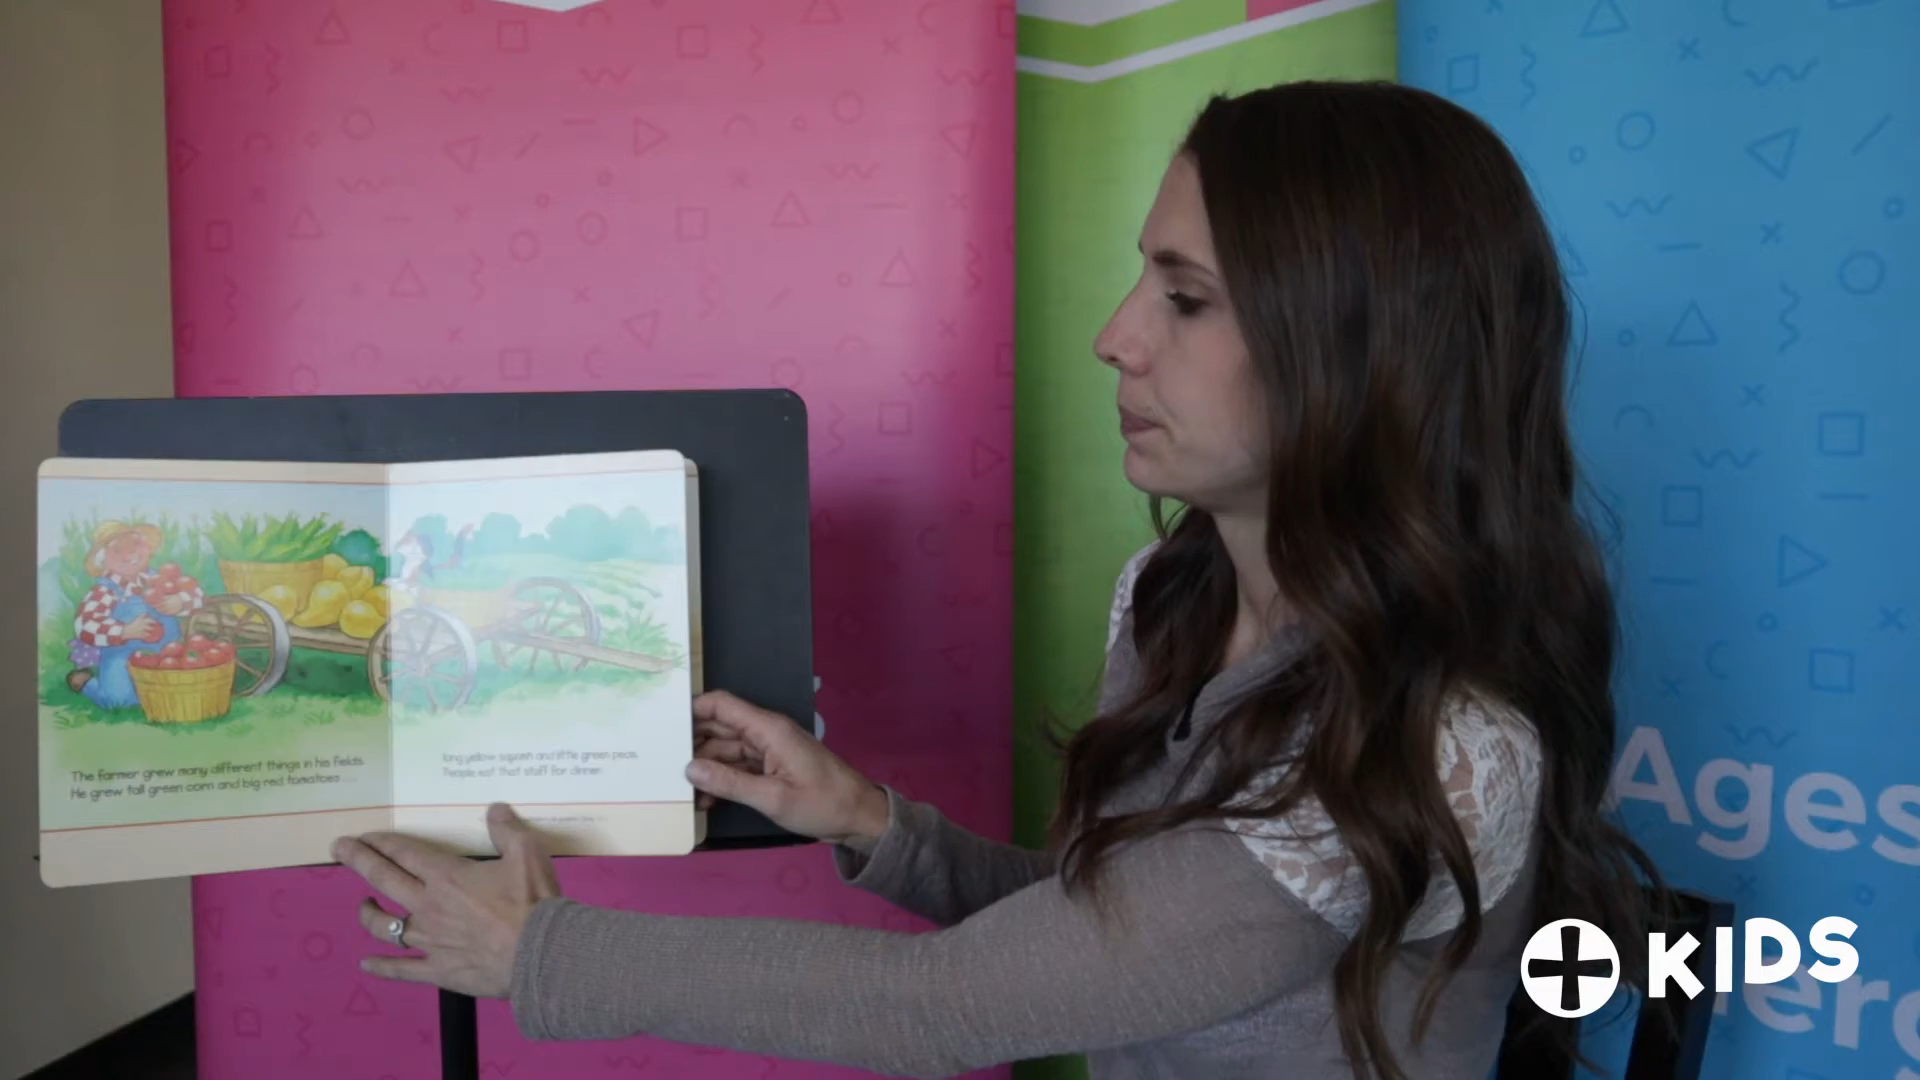 The farmer grew many different things in his fields.
He grew tall green corn and big red tomatoes . . .
long yellow squash and little green peas.
People eat that stuff for dinner.
Ages
KIDS